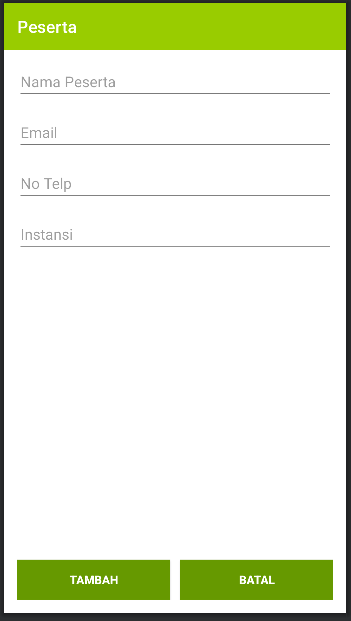 Peserta
Nama Peserta
Email
No Telp
Instansi
TAMBAH
BATAL